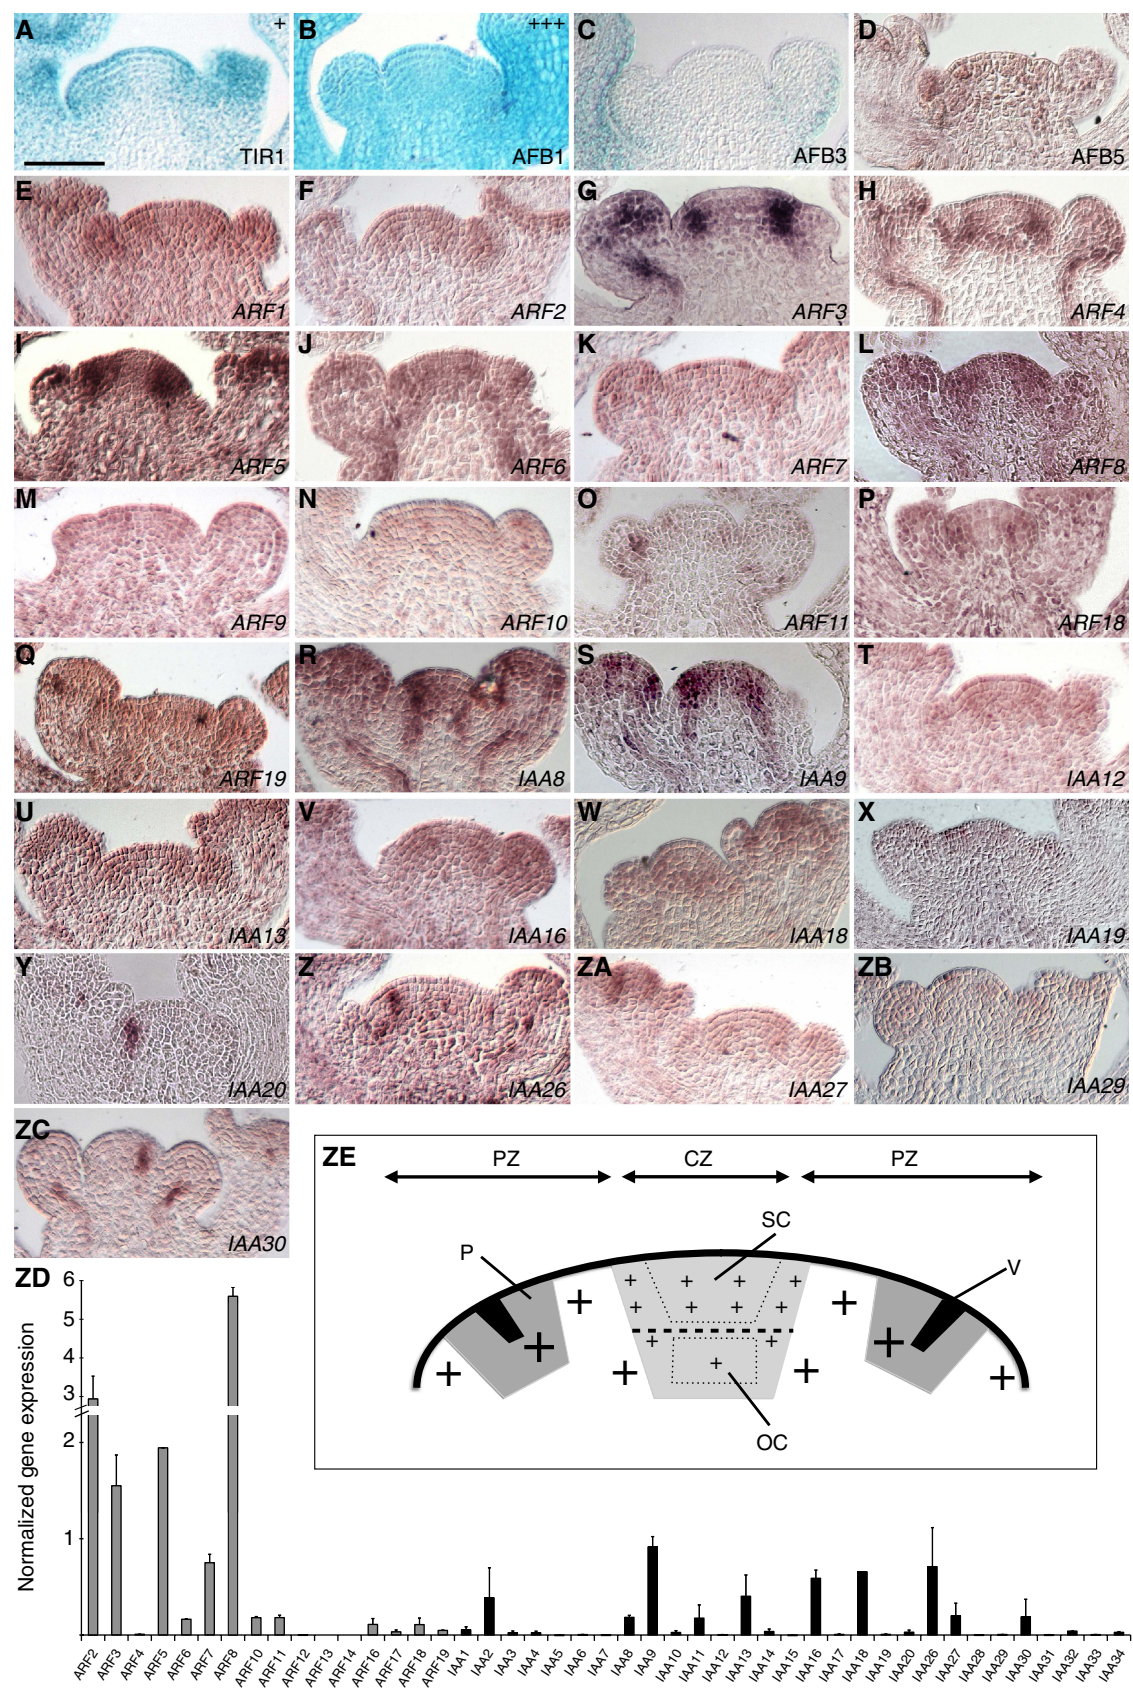 A + B +++ C D
TIR1 AFB1 AFB3 AFB5
E F G H
ARF1 ARF2 ARF3 ARF4
I J K L
ARF5 ARF6 ARF7 ARF8
M N O P
ARF9 ARF10 ARF11 ARF18
Q R S T
ARF19 IAA8 IAA9 IAA12
U V W X
IAA13 IAA16 IAA18 IAA19
Y Z ZA ZB
IAA20 IAA26 IAA27 IAA29
ZC
IAA30
ZE
PZ CZ PZ
SC
P
V
+ + + + + + + + + + + + + + + + + + +
OC
ZD
Normalized gene expression
6
5
4
3
2
1
ARF2 ARF3 ARF4 ARF5 ARF6 ARF7 ARF8 ARF10 ARF11 ARF12 ARF13 ARF14 ARF16 ARF17 ARF18 ARF19 IAA1 IAA2 IAA3 IAA4 IAA5 IAA6 IAA7 IAA8 IAA9 IAA10 IAA11 IAA12 IAA13 IAA14 IAA15 IAA16 IAA17 IAA18 IAA19 IAA20 IAA26 IAA27 IAA28 IAA29 IAA30 IAA31 IAA32 IAA33 IAA34